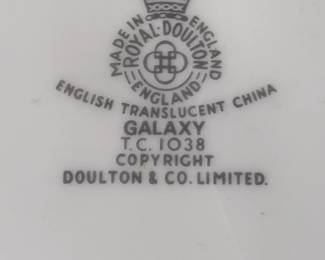 MADE IN ENGLAND
ROYAL·DOULTON
ENGLAND
ENGLISH TRANSLUCENT CHINA
GALAXY
T.C. 1038
COPYRIGHT
DOULTON & CO. LIMITED.